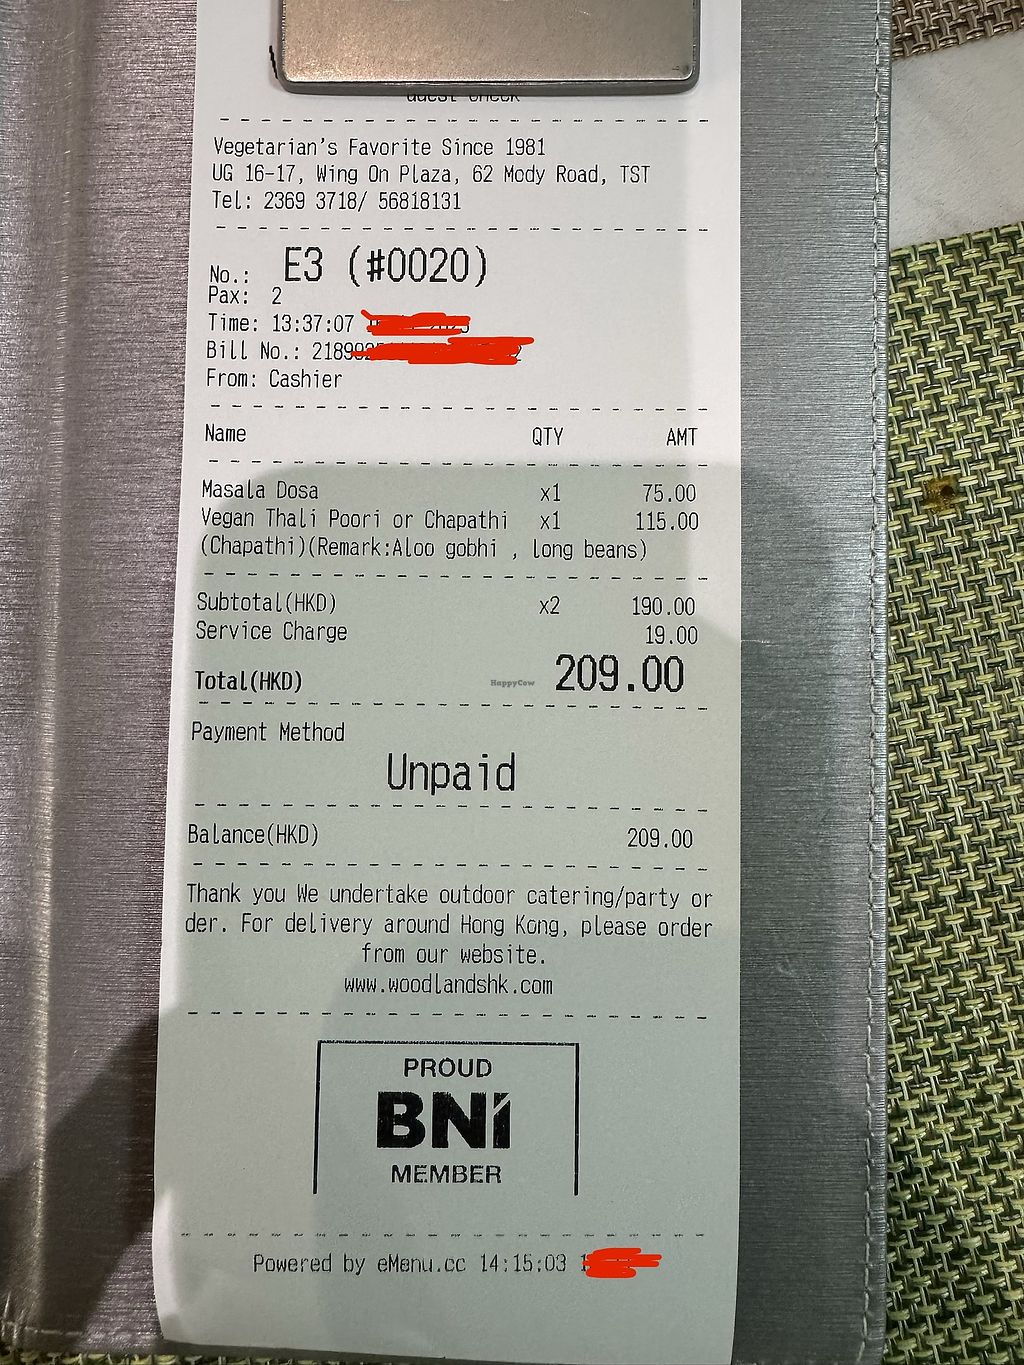 Guest Check
Vegetarian's Favorite Since 1981
UG 16-17, Wing On Plaza, 62 Mody Road, TST
Tel: 2369 3718/ 56818131
No.: E3 (#0020)
Pax: 2
Time: 13:37:07
Bill No.: 218992
From: Cashier
Name QTY AMT
Masala Dosa x1 75.00
Vegan Thali Poori or Chapathi x1 115.00
(Chapathi)(Remark:Aloo gobhi , long beans)
Subtotal(HKD) x2 190.00
Service Charge 19.00
Total(HKD) HappyCow 209.00
Payment Method
Unpaid
Balance(HKD) 209.00
Thank you We undertake outdoor catering/party or
der. For delivery around Hong Kong, please order
from our website.
www.woodlandshk.com
PROUD
BNI
MEMBER
Powered by eMenu.cc 14:15:03